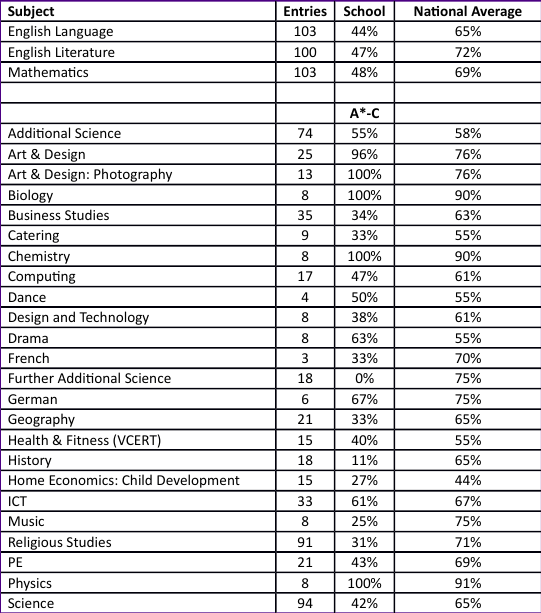 Subject Entries School National Average
English Language 103 44% 65%
English Literature 100 47% 72%
Mathematics 103 48% 69%
A*-C
Additional Science 74 55% 58%
Art & Design 25 96% 76%
Art & Design: Photography 13 100% 76%
Biology 8 100% 90%
Business Studies 35 34% 63%
Catering 9 33% 55%
Chemistry 8 100% 90%
Computing 17 47% 61%
Dance 4 50% 55%
Design and Technology 8 38% 61%
Drama 8 63% 55%
French 3 33% 70%
Further Additional Science 18 0% 75%
German 6 67% 75%
Geography 21 33% 65%
Health & Fitness (VCERT) 15 40% 55%
History 18 11% 65%
Home Economics: Child Development 15 27% 44%
ICT 33 61% 67%
Music 8 25% 75%
Religious Studies 91 31% 71%
PE 21 43% 69%
Physics 8 100% 91%
Science 94 42% 65%